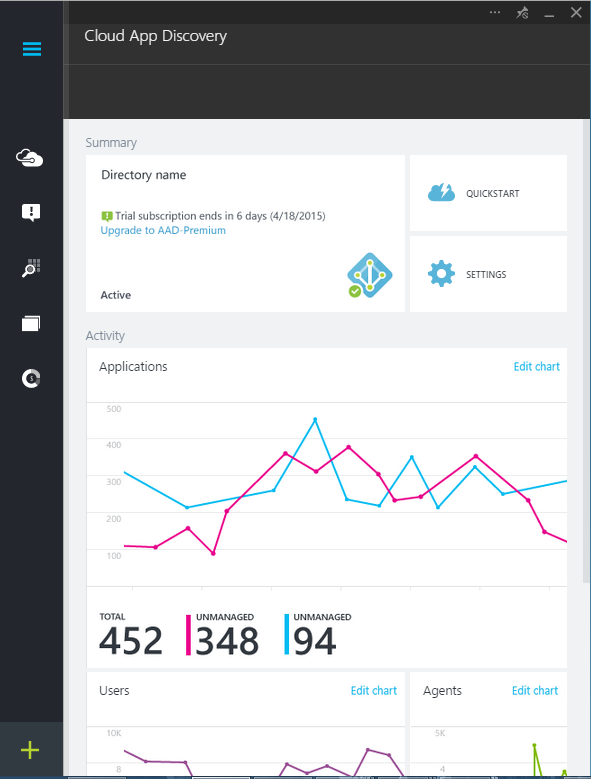 Cloud App Discovery
Summary
Directory name
Trial subscription ends in 6 days (4/18/2015)
Upgrade to AAD-Premium
Active
QUICKSTART
SETTINGS
Activity
Applications
Edit chart
500
400
300
200
100
TOTAL
452
UNMANAGED
348
UNMANAGED
94
Users
Edit chart
10K
8
Agents
Edit chart
5K
4